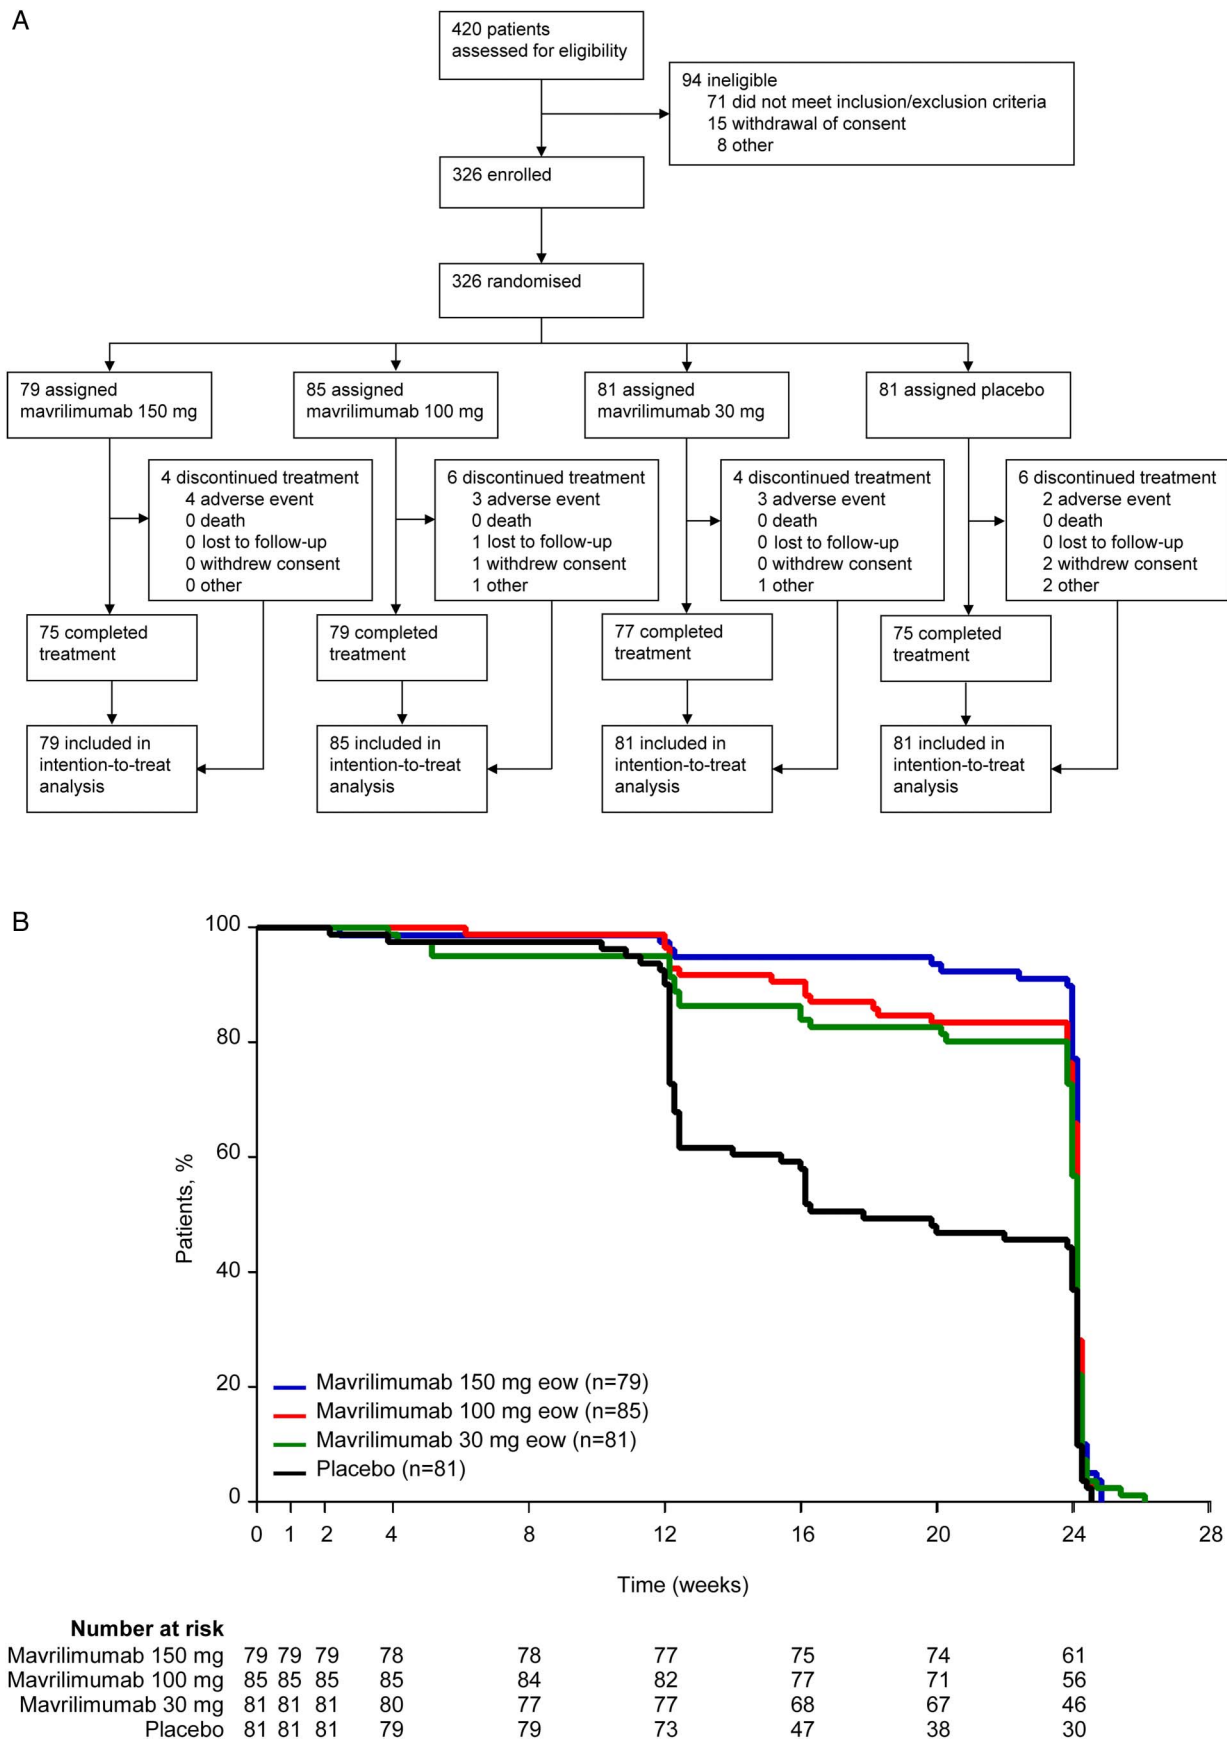 A
420 patients
assessed for eligibility
94 ineligible
71 did not meet inclusion/exclusion criteria
15 withdrawal of consent
8 other
326 enrolled
326 randomised
79 assigned
mavrilimumab 150 mg
85 assigned
mavrilimumab 100 mg
81 assigned
mavrilimumab 30 mg
81 assigned placebo
4 discontinued treatment
4 adverse event
0 death
0 lost to follow-up
0 withdrew consent
0 other
6 discontinued treatment
3 adverse event
0 death
1 lost to follow-up
1 withdrew consent
1 other
4 discontinued treatment
3 adverse event
0 death
0 lost to follow-up
0 withdrew consent
1 other
6 discontinued treatment
2 adverse event
0 death
0 lost to follow-up
2 withdrew consent
2 other
75 completed
treatment
79 completed
treatment
77 completed
treatment
75 completed
treatment
79 included in
intention-to-treat
analysis
85 included in
intention-to-treat
analysis
81 included in
intention-to-treat
analysis
81 included in
intention-to-treat
analysis
B
100
80
60
40
20
0
Patients, %
Mavrilimumab 150 mg eow (n=79)
Mavrilimumab 100 mg eow (n=85)
Mavrilimumab 30 mg eow (n=81)
Placebo (n=81)
0 1 2 4 8 12 16 20 24 28
Time (weeks)
Number at risk
Mavrilimumab 150 mg 79 79 79 78 78 77 75 74 61
Mavrilimumab 100 mg 85 85 85 85 84 82 77 71 56
Mavrilimumab 30 mg 81 81 81 80 77 77 68 67 46
Placebo 81 81 81 79 79 73 47 38 30